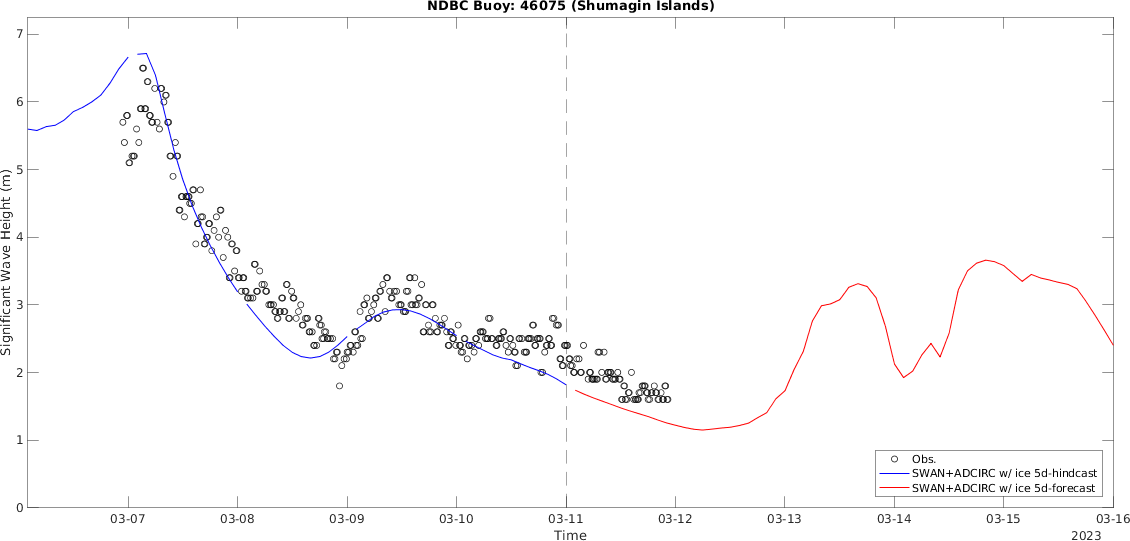 NDBC Buoy: 46075 (Shumagin Islands)
Significant Wave Height (m)
7
6
5
4
3
2
1
0
Obs.
SWAN+ADCIRC w/ ice 5d-hindcast
SWAN+ADCIRC w/ ice 5d-forecast
03-07 03-08 03-09 03-10 03-11 03-12 03-13 03-14 03-15 03-16
Time
2023